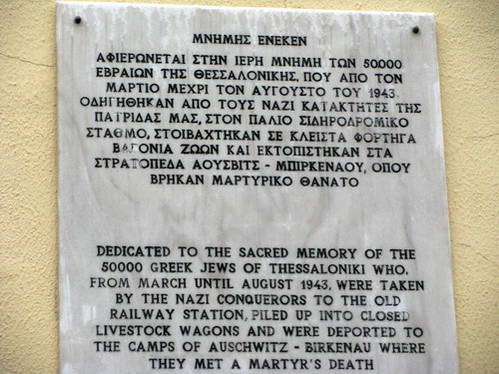 ΜΝΗΜΗΣ ΕΝΕΚΕΝ
ΑΦΙΕΡΩΝΕΤΑΙ ΣΤΗΝ ΙΕΡΗ ΜΝΗΜΗ ΤΩΝ 50000
ΕΒΡΑΙΩΝ ΤΗΣ ΘΕΣΣΑΛΟΝΙΚΗΣ, ΠΟΥ ΑΠΟ ΤΟΝ
ΜΑΡΤΙΟ ΜΕΧΡΙ ΤΟΝ ΑΥΓΟΥΣΤΟ ΤΟΥ 1943
ΟΔΗΓΗΘΗΚΑΝ ΑΠΟ ΤΟΥΣ ΝΑΖΙ ΚΑΤΑΚΤΗΤΕΣ ΤΗΣ
ΠΑΤΡΙΔΑΣ ΜΑΣ, ΣΤΟΝ ΠΑΛΙΟ ΣΙΔΗΡΟΔΡΟΜΙΚΟ
ΣΤΑΘΜΟ, ΣΤΟΙΒΑΧΤΗΚΑΝ ΣΕ ΚΛΕΙΣΤΑ ΦΟΡΤΗΓΑ
ΒΑΓΟΝΙΑ ΖΩΩΝ ΚΑΙ ΕΚΤΟΠΙΣΤΗΚΑΝ ΣΤΑ
ΣΤΡΑΤΟΠΕΔΑ ΑΟΥΣΒΙΤΣ - ΜΠΙΡΚΕΝΑΟΥ, ΟΠΟΥ
ΒΡΗΚΑΝ ΜΑΡΤΥΡΙΚΟ ΘΑΝΑΤΟ
DEDICATED TO THE SACRED MEMORY OF THE
50000 GREEK JEWS OF THESSALONIKI WHO,
FROM MARCH UNTIL AUGUST 1943, WERE TAKEN
BY THE NAZI CONQUERORS TO THE OLD
RAILWAY STATION, PILED UP INTO CLOSED
LIVESTOCK WAGONS AND WERE DEPORTED TO
THE CAMPS OF AUSCHWITZ - BIRKENAU WHERE
THEY MET A MARTYR'S DEATH